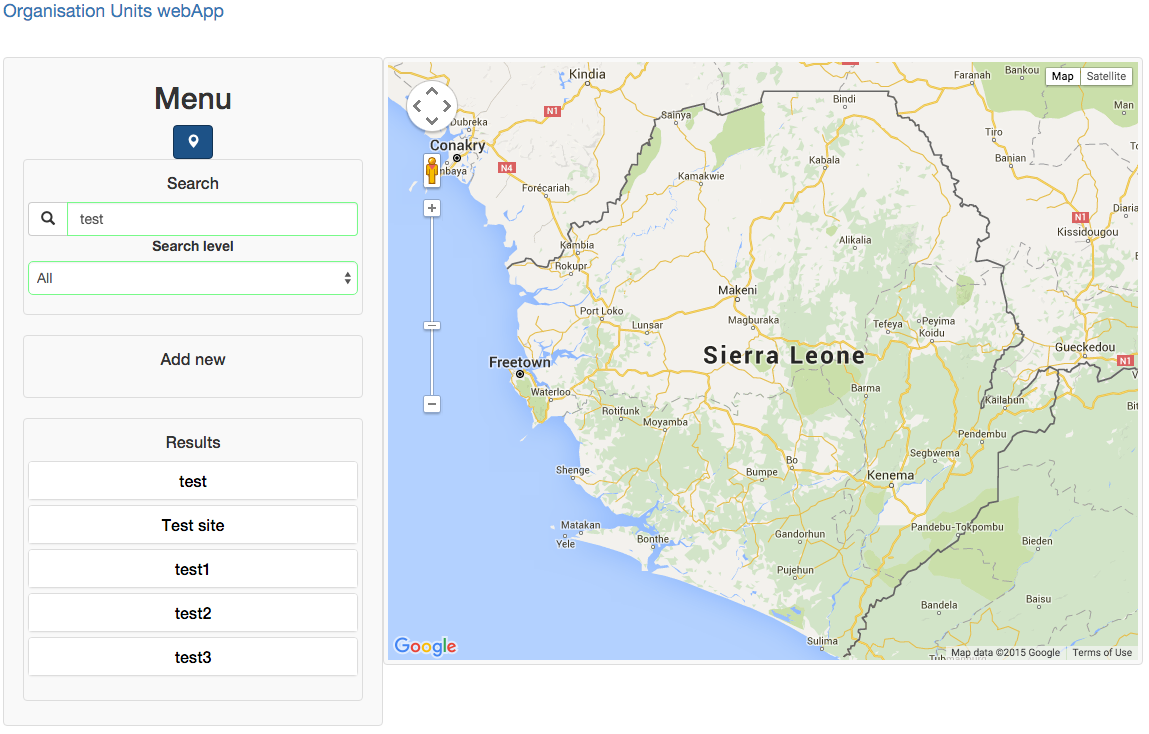 Organisation Units webApp
Menu
Search
test
Search level
All
Add new
Results
test
Test site
test1
test2
test3
Map
Satellite
Kindia
Faranah
Bankou
Bindi
Man
N1
Sainya
Dubreka
Tiro
Conakry
Kabala
Banian
nbaya
N4
Kamakwie
Forécariah
Diaria
N1
Kissidougou
Kambia
Alikalia
Rokupr
Makeni
Port Loko
Lunsar
Magburaka
Tefeya
Peyima
Koidu
Sierra Leone
Gueckedou
N1
Freetown
Waterloo
Barma
Kailahun
Rotifunk
Moyamba
Bit
Pendembu
Segbwema
Shenge
Bumpe
Bo
Kenema
Matakan
Yele
Bonthe
Gandorhun
Pandebu-Tokpombu
Bieden
Pujehun
Bandela
Baisu
Sulima
Google
Map data ©2015 Google
Terms of Use